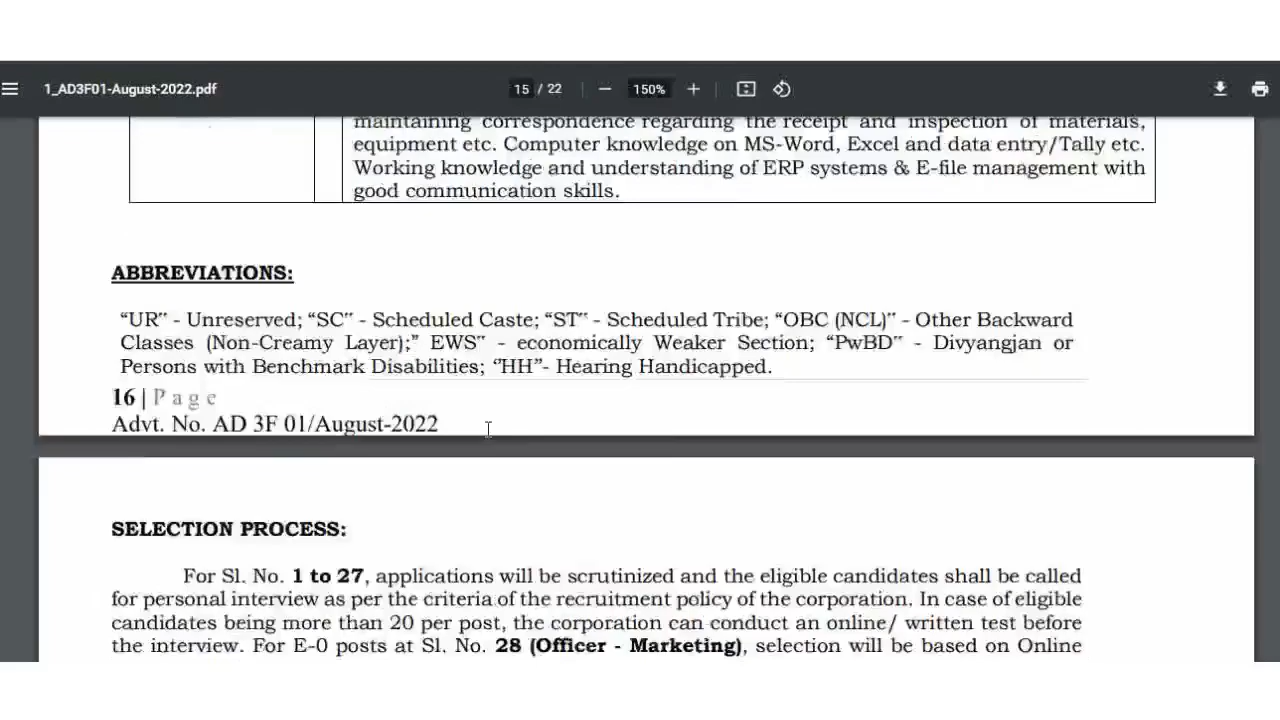 1_AD3F01-August-2022.pdf 15 / 22 150%
maintaining correspondence regarding the receipt and inspection of materials,
equipment etc. Computer knowledge on MS-Word, Excel and data entry/Tally etc.
Working knowledge and understanding of ERP systems & E-file management with
good communication skills.
ABBREVIATIONS:
“UR” - Unreserved; “SC” - Scheduled Caste; “ST” - Scheduled Tribe; “OBC (NCL)” - Other Backward
Classes (Non-Creamy Layer);” EWS” - economically Weaker Section; “PwBD” - Divyangjan or
Persons with Benchmark Disabilities; “HH”- Hearing Handicapped.
16 | P a g e
Advt. No. AD 3F 01/August-2022
SELECTION PROCESS:
For Sl. No. 1 to 27, applications will be scrutinized and the eligible candidates shall be called
for personal interview as per the criteria of the recruitment policy of the corporation. In case of eligible
candidates being more than 20 per post, the corporation can conduct an online/ written test before
the interview. For E-0 posts at Sl. No. 28 (Officer - Marketing), selection will be based on Online